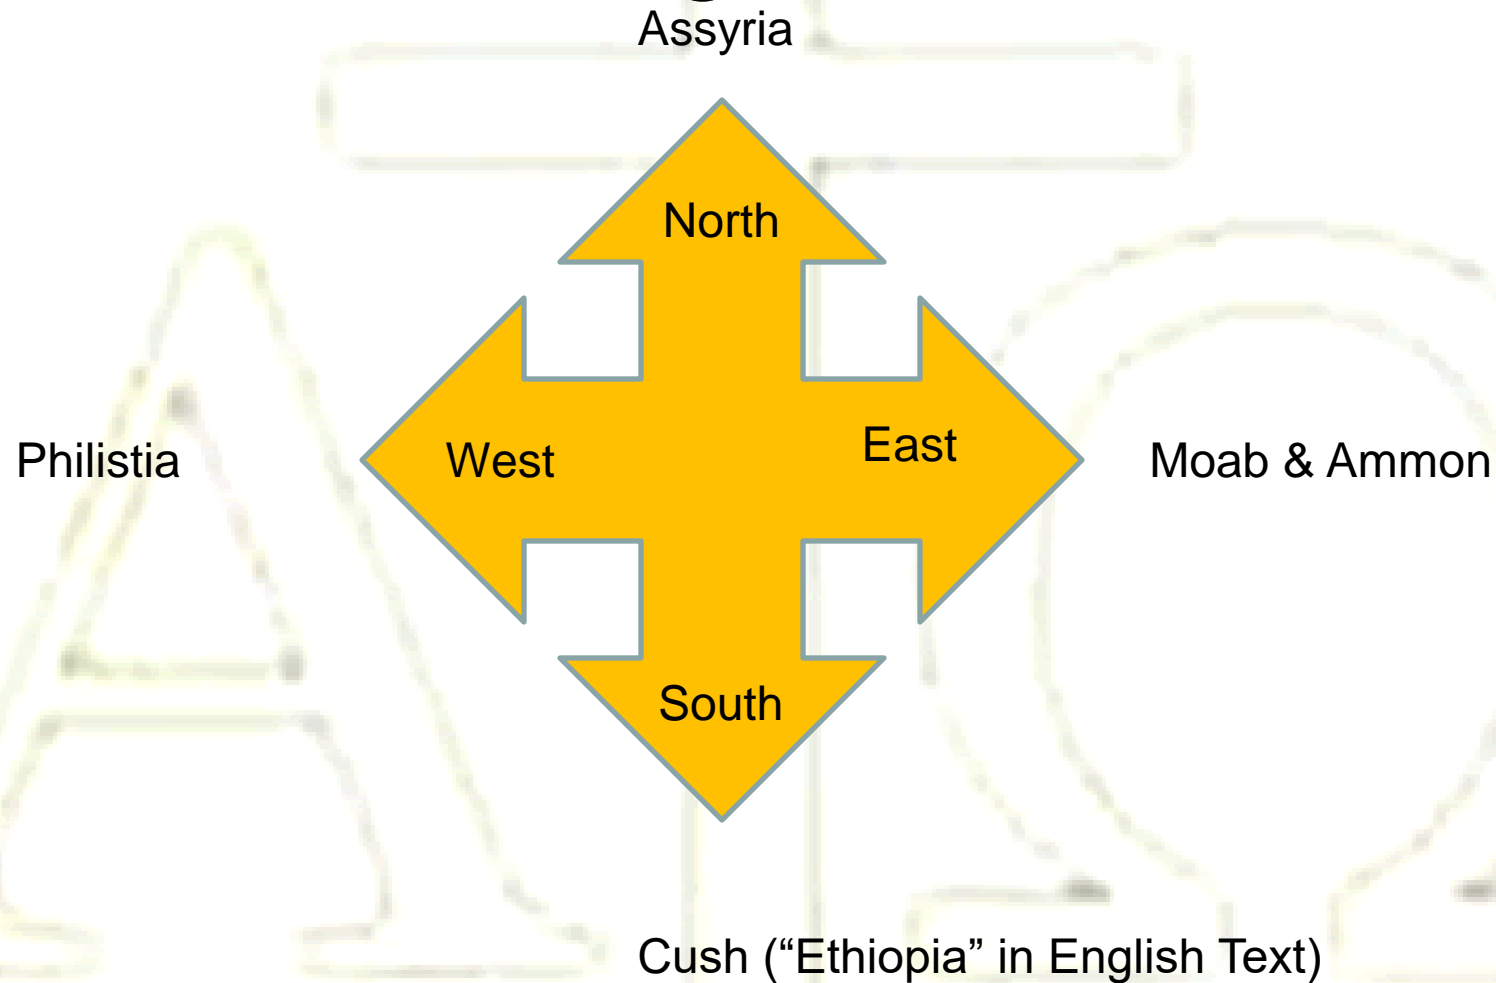 Assyria
North
Philistia
West
East
Moab & Ammon
South
Cush (“Ethiopia” in English Text)